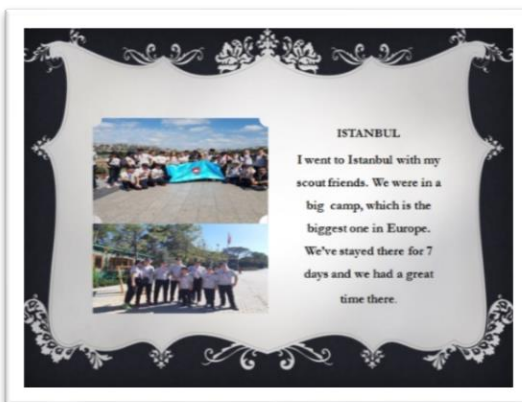 ISTANBUL
I went to Istanbul with my
scout friends. We were in a
big camp, which is the
biggest one in Europe.
We've stayed there for 7
days and we had a great
time there.